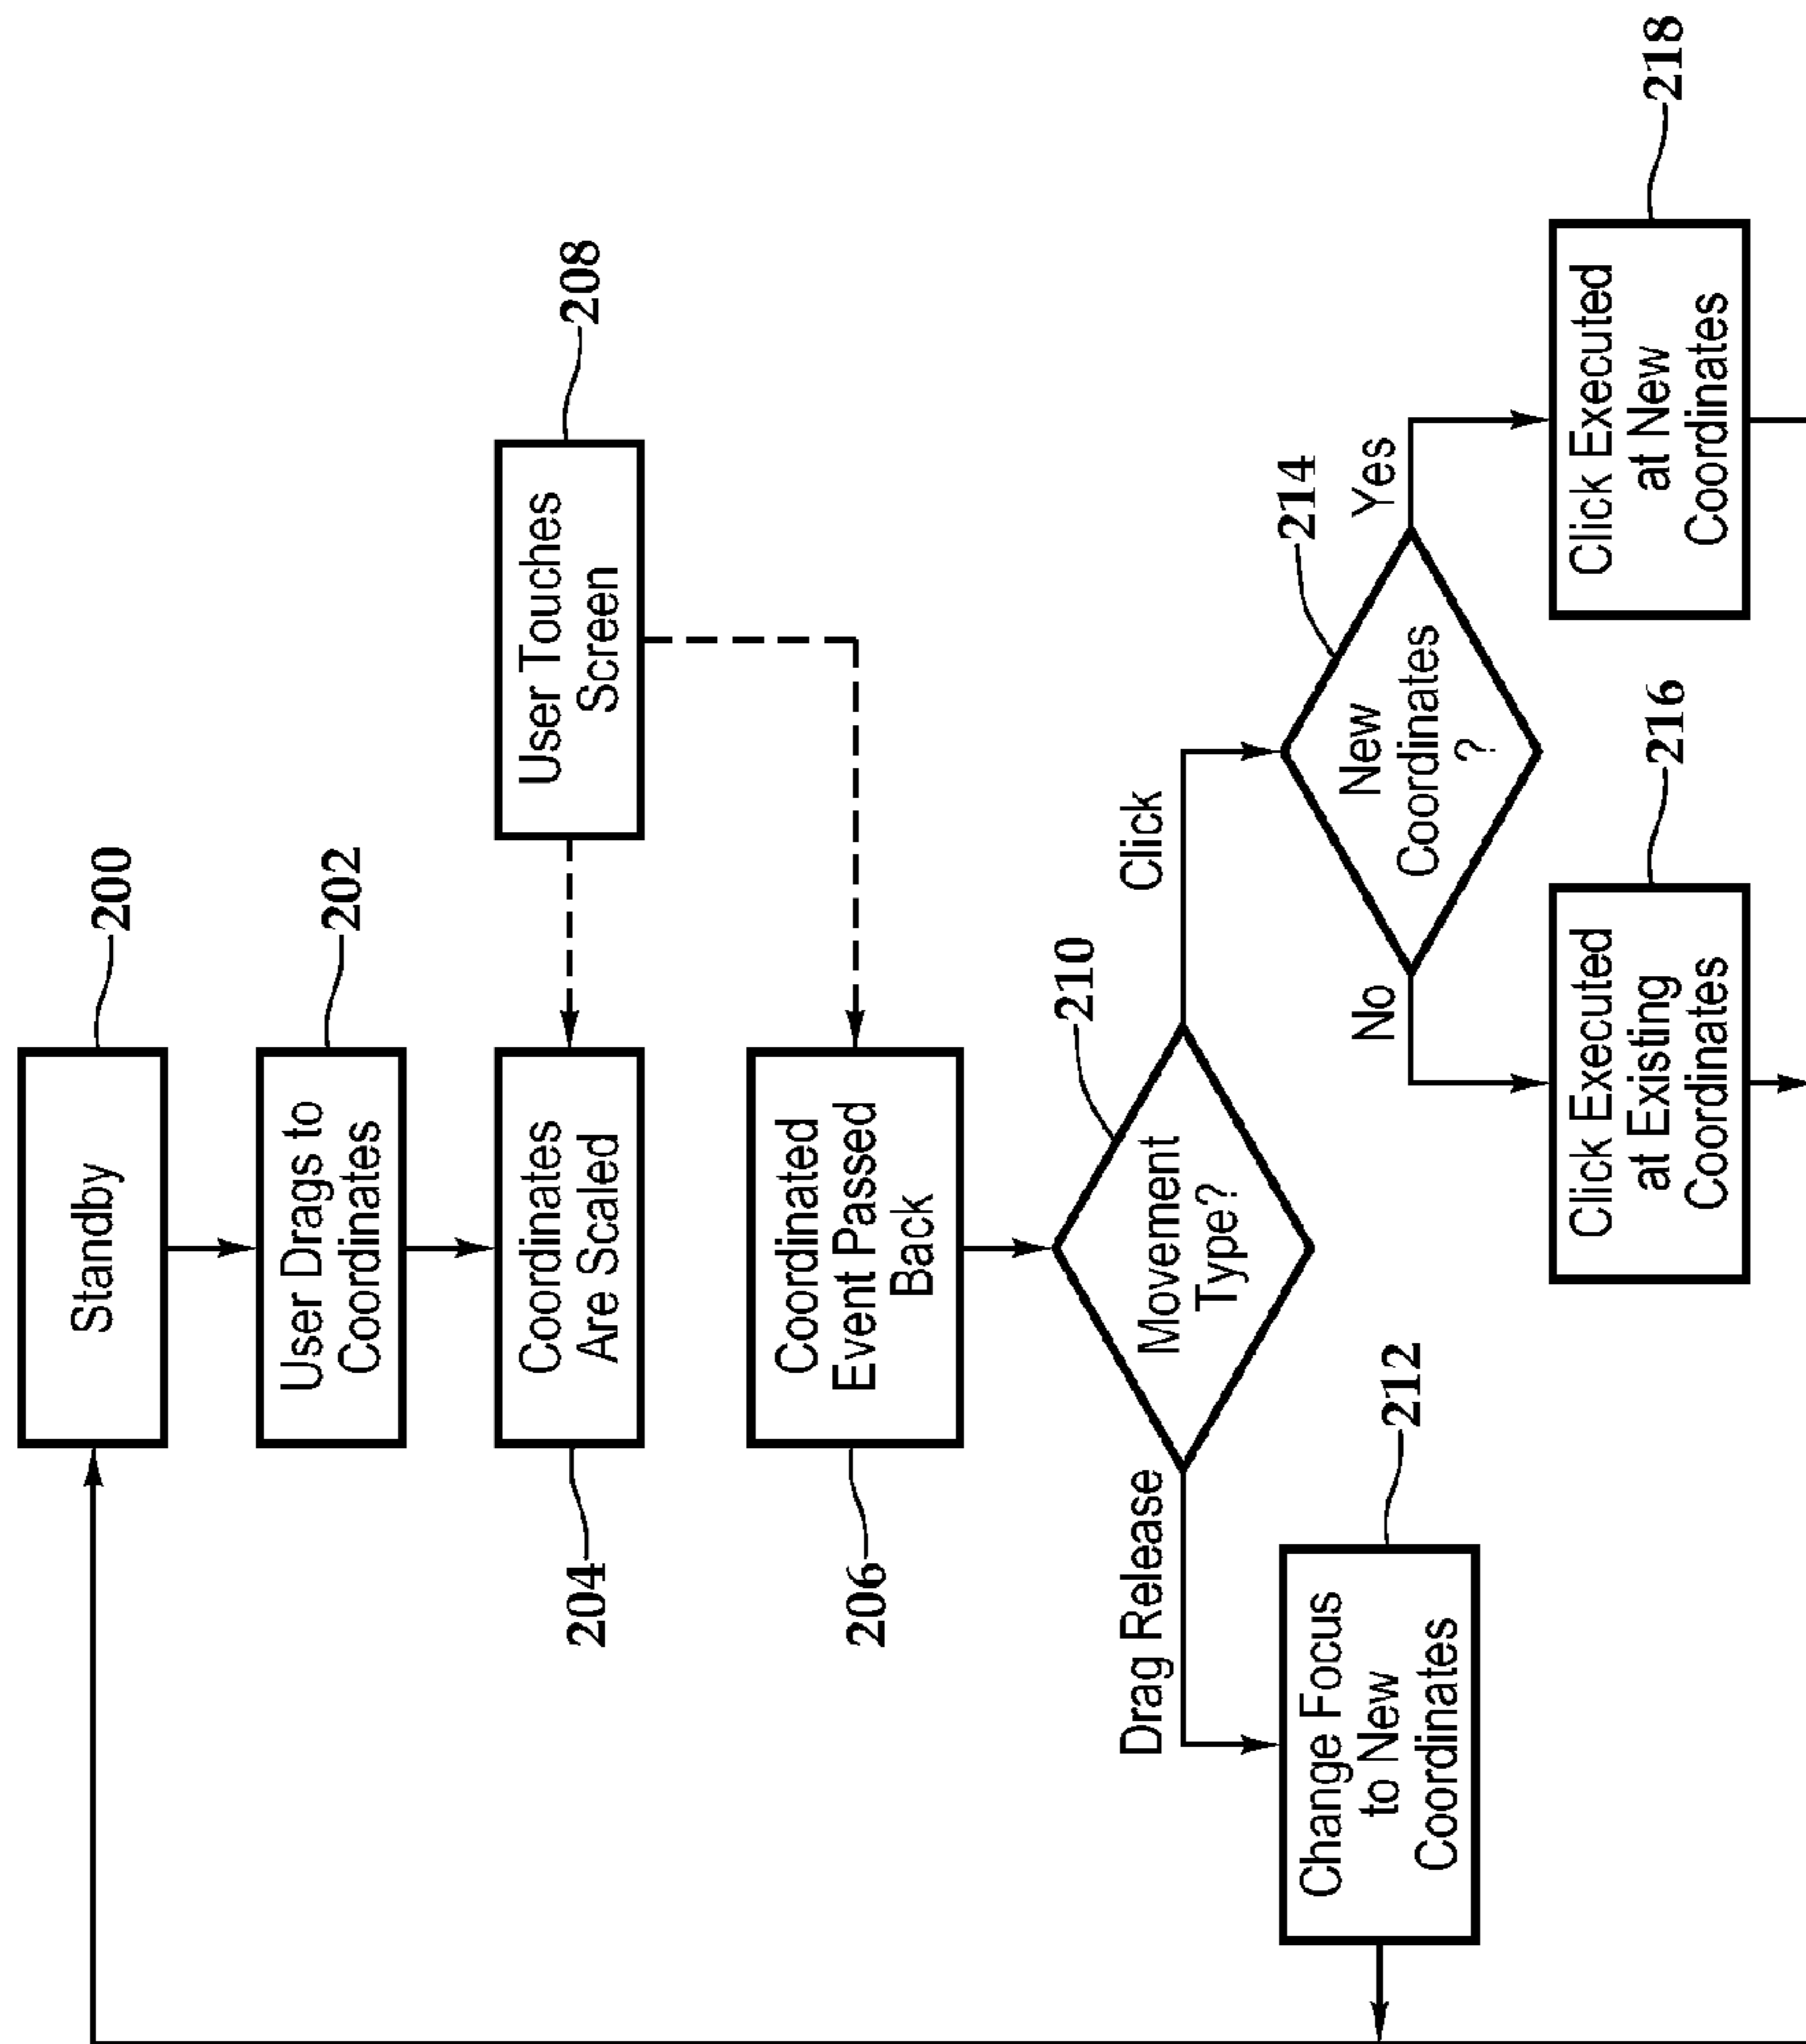 Standby
200
User Drags to
Coordinates
202
Coordinates
Are Scaled
204
User Touches
Screen
208
Coordinated
Event Passed
Back
206
Movement
Type?
210
Drag Release
Click
Change Focus
to New
Coordinates
212
New
Coordinates
?
214
No
Yes
Click Executed
at Existing
Coordinates
216
Click Executed
at New
Coordinates
218